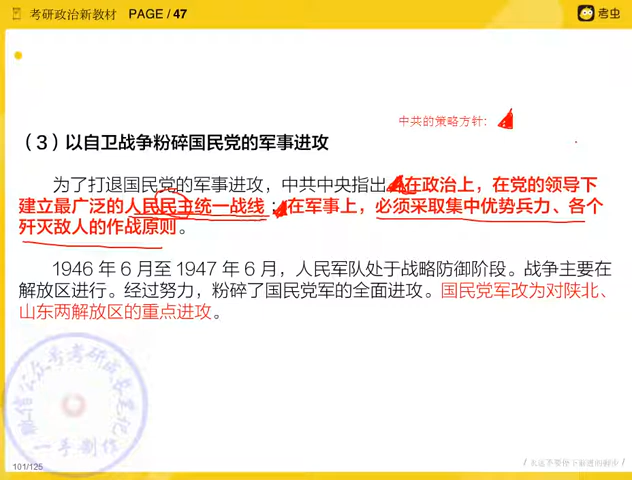 考研政治新教材 PAGE / 47
考虫
中共的策略方针：
（3）以自卫战争粉碎国民党的军事进攻
为了打退国民党的军事进攻，中共中央指出在政治上，在党的领导下
建立最广泛的人民民主统一战线；在军事上，必须采取集中优势兵力、各个
歼灭敌人的作战原则。
1946 年 6 月至 1947 年 6 月，人民军队处于战略防御阶段。战争主要在
解放区进行。经过努力，粉碎了国民党军的全面进攻。国民党军改为对陕北、
山东两解放区的重点进攻。
一手制作
101/125